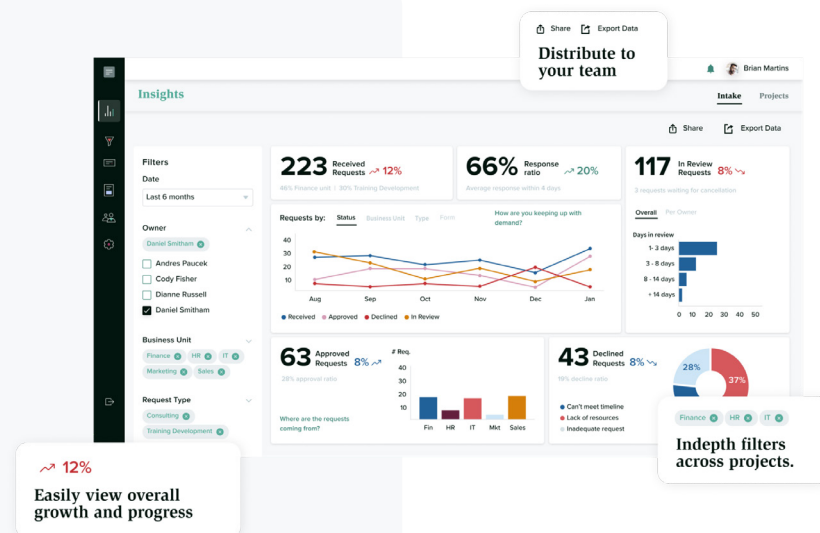 Share
Export Data
Distribute to
your team
Brian Martins
Insights
Intake
Projects
Share
Export Data
Filters
Date
Last 6 months
Owner
Daniel Smitham
Andres Paucek
Cody Fisher
Dianne Russell
Daniel Smitham
Business Unit
Finance
HR
IT
Marketing
Sales
Request Type
Consulting
Training Development
223
Received
Requests
12%
46% Finance unit | 30% Training Development
66%
Response
ratio
20%
Average response within 4 days
117
In Review
Requests
8%
3 requests waiting for cancellation
Requests by:
Status
Business Unit
Type
Form
How are you keeping up with
demand?
40
30
20
10
Aug
Sep
Oct
Nov
Dec
Jan
Received
Approved
Declined
In Review
Overall
Per Owner
Days in review
1- 3 days
3 - 8 days
8 - 14 days
+ 14 days
0 10 20 30 40 50
63
Approved
Requests
8%
28% approval ratio
Where are the requests
coming from?
# Req.
40
30
20
10
Fin
HR
IT
Mkt
Sales
43
Declined
Requests
8%
19% decline ratio
Can't meet timeline
Lack of resources
Inadequate request
28%
37%
Finance
HR
IT
Indepth filters
across projects.
12%
Easily view overall
growth and progress